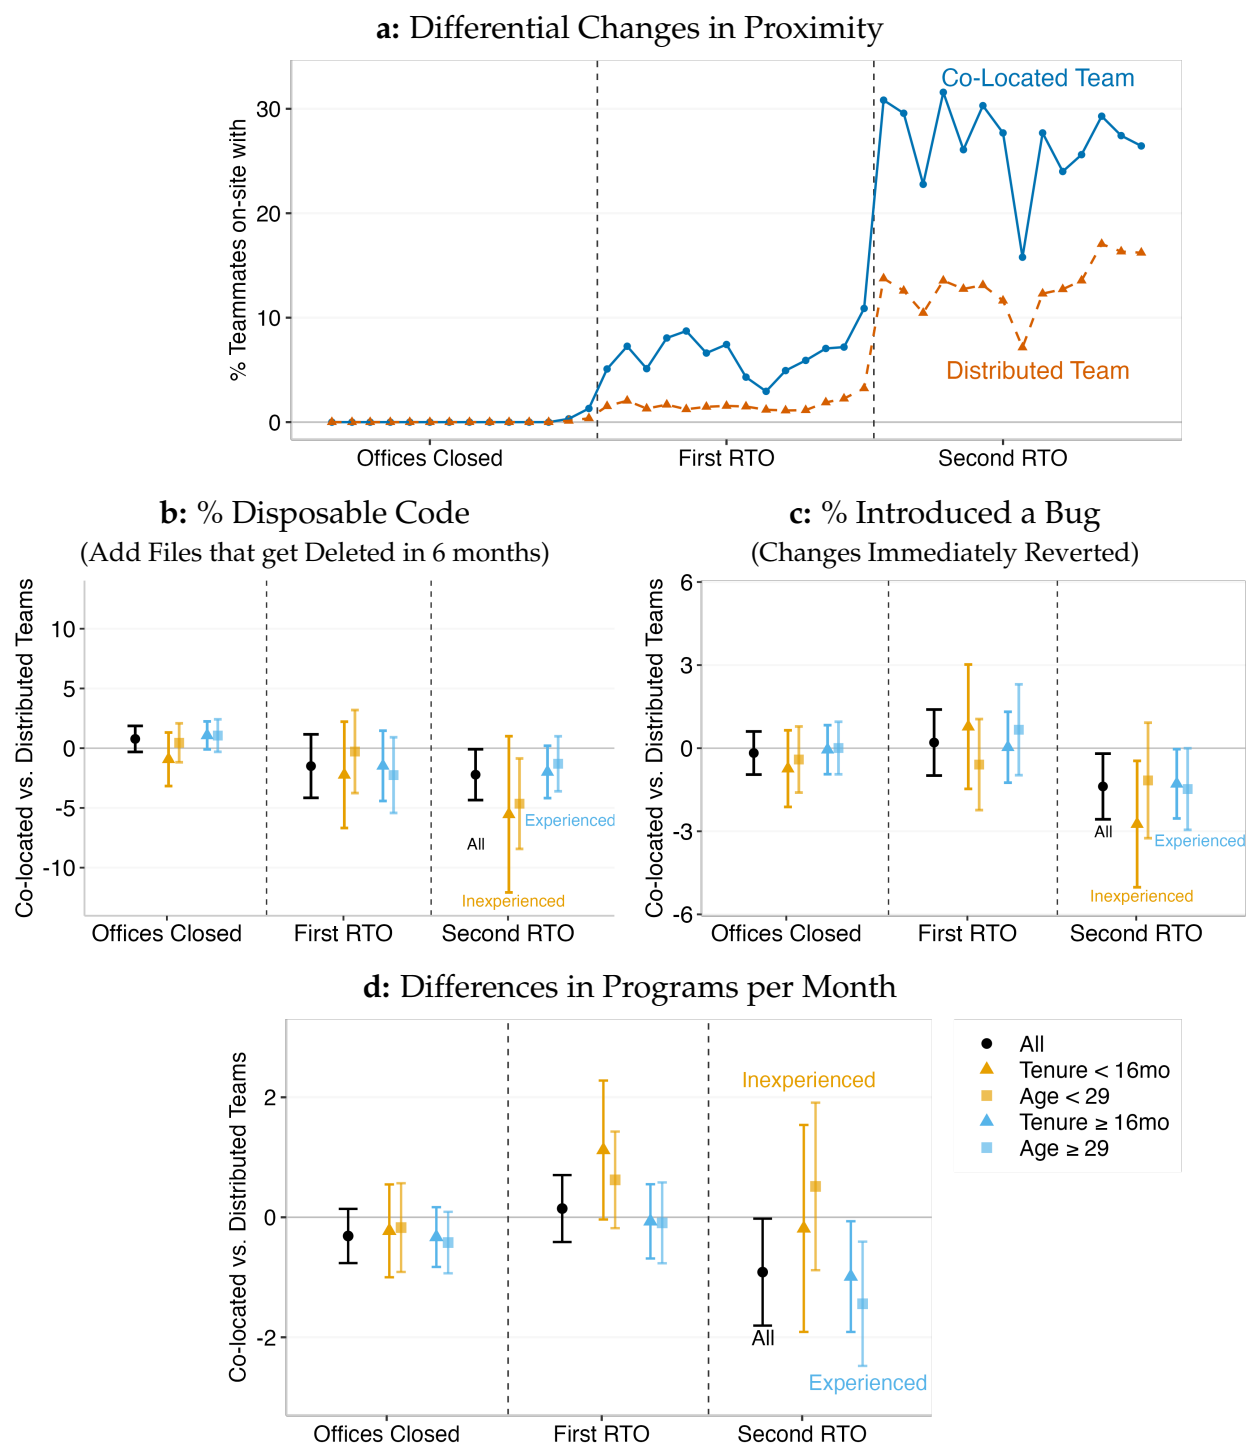 a: Differential Changes in Proximity
% Teammates on-site with
30
20
10
0
Co-Located Team
Distributed Team
Offices Closed
First RTO
Second RTO
b: % Disposable Code
(Add Files that get Deleted in 6 months)
Co-located vs. Distributed Teams
10
5
0
-5
-10
All
Inexperienced
Experienced
Offices Closed
First RTO
Second RTO
c: % Introduced a Bug
(Changes Immediately Reverted)
Co-located vs. Distributed Teams
6
3
0
-3
-6
All
Inexperienced
Experienced
Offices Closed
First RTO
Second RTO
d: Differences in Programs per Month
Co-located vs. Distributed Teams
2
0
-2
Inexperienced
All
Experienced
Offices Closed
First RTO
Second RTO
All
Tenure < 16mo
Age < 29
Tenure ≥ 16mo
Age ≥ 29